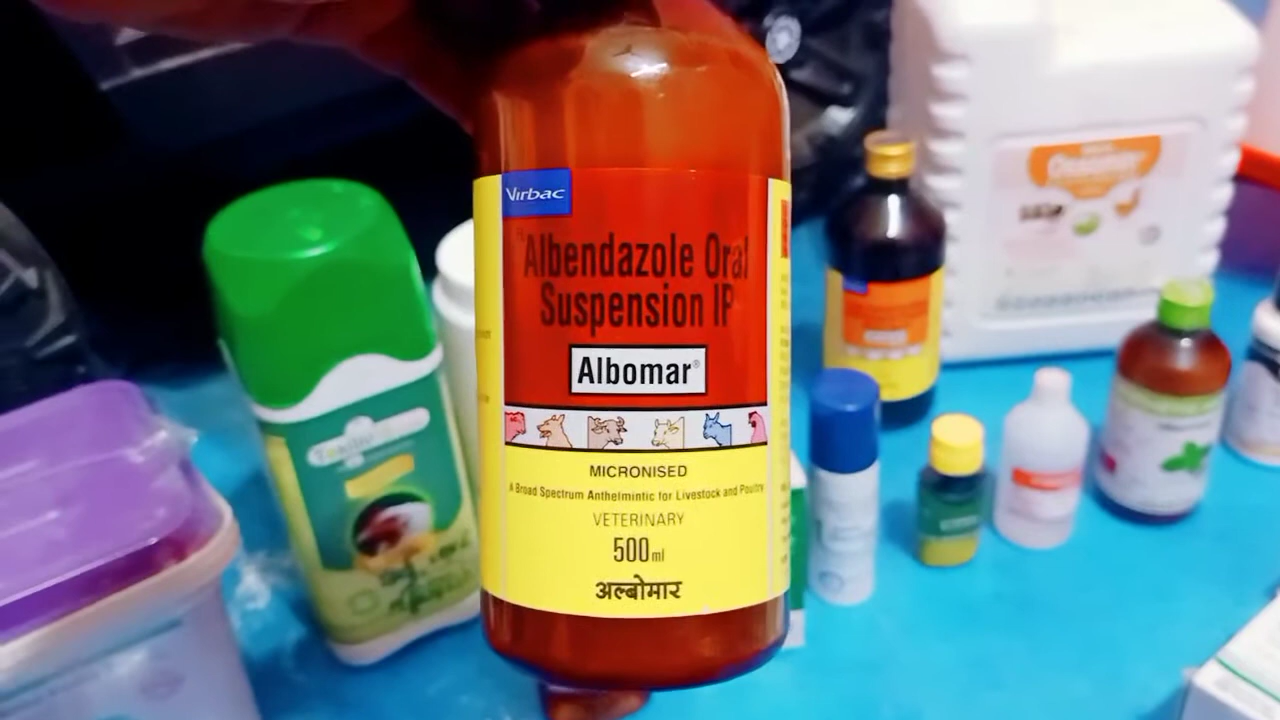 Virbac
Albendazole Oral
Suspension IP
Albomar®
MICRONISED
A Broad Spectrum Anthelmintic for Livestock and Poultry
VETERINARY
500ml
अल्बोमार